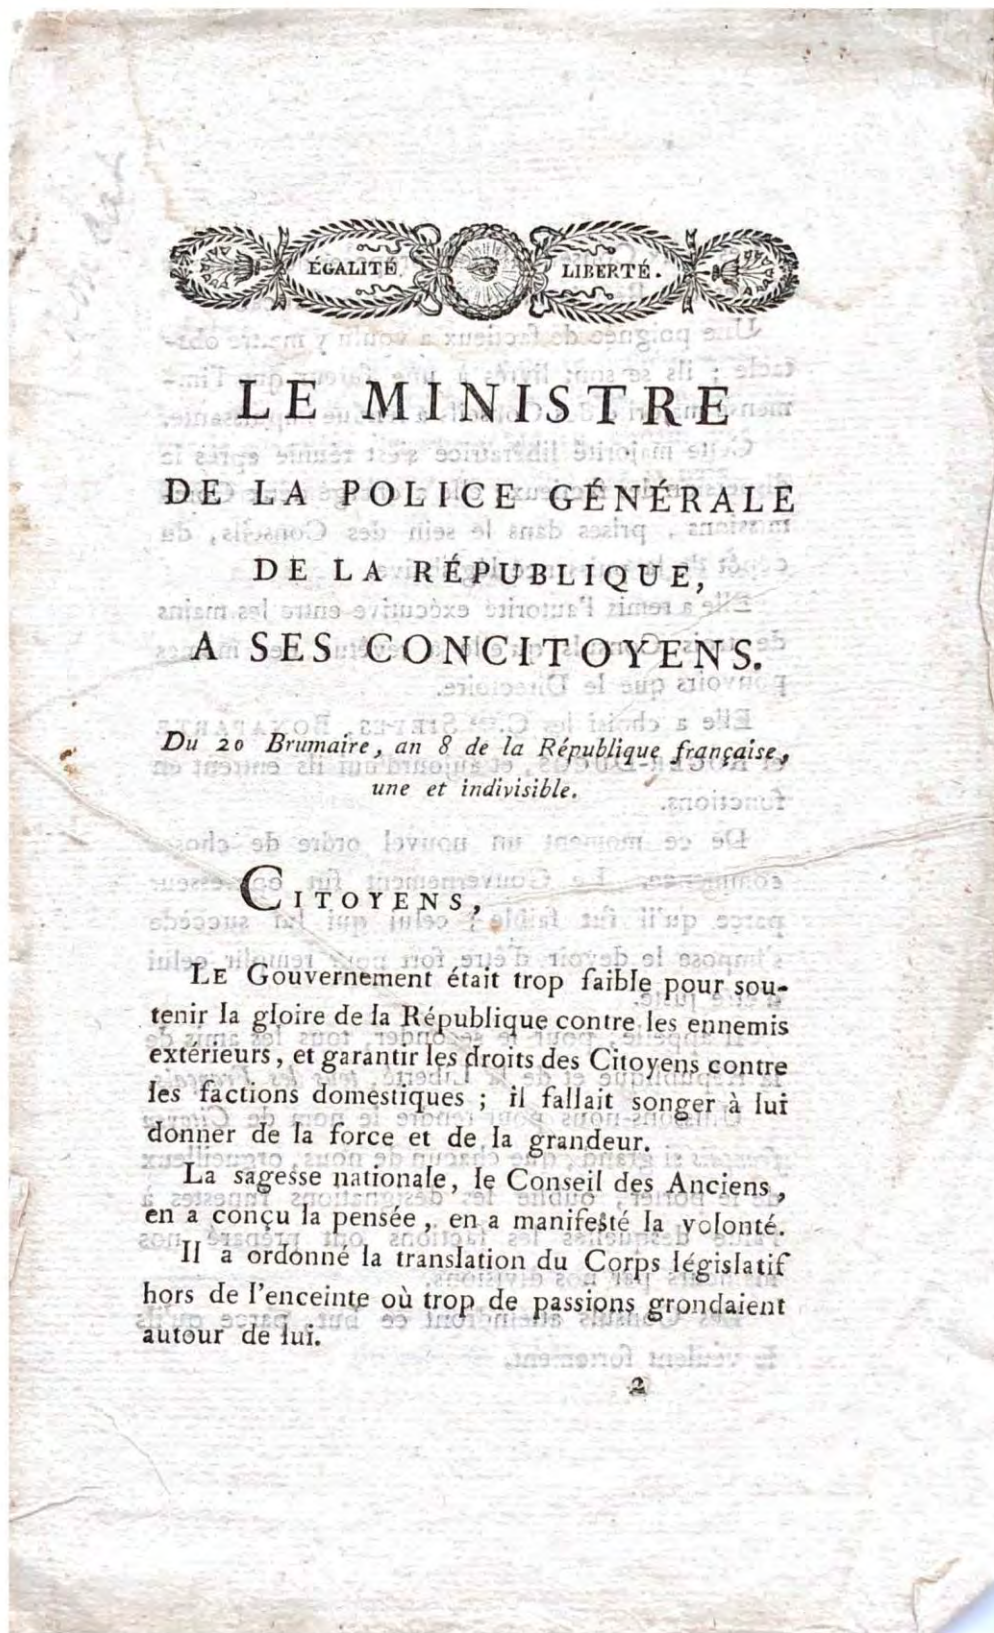 ÉGALITÉ. LIBERTÉ.
LE MINISTRE
DE LA POLICE GÉNÉRALE
DE LA RÉPUBLIQUE,
A SES CONCITOYENS.
Du 20 Brumaire, an 8 de la République française,
une et indivisible.
CITOYENS,
LE Gouvernement était trop faible pour sou-
tenir la gloire de la République contre les ennemis
extérieurs, et garantir les droits des Citoyens contre
les factions domestiques ; il fallait songer à lui
donner de la force et de la grandeur.
La sagesse nationale, le Conseil des Anciens,
en a conçu la pensée, en a manifesté la volonté.
Il a ordonné la translation du Corps législatif
hors de l'enceinte où trop de passions grondaient
autour de lui.
2